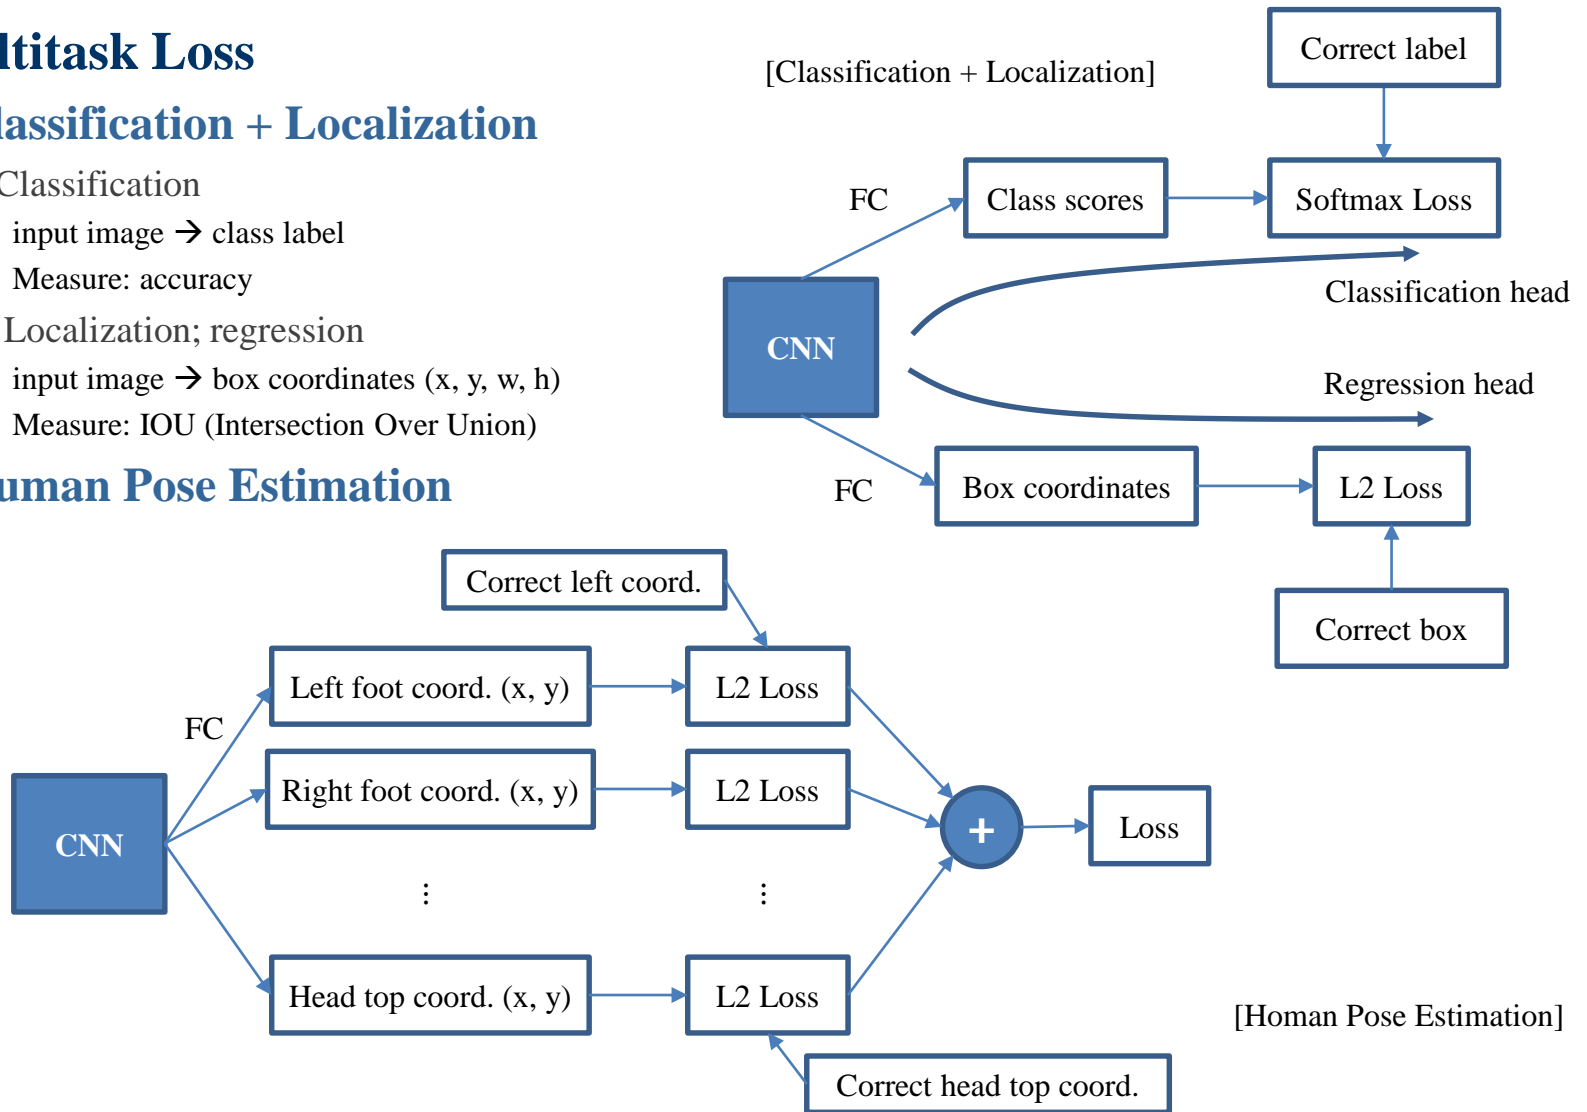 ltitask Loss
lassification + Localization
Classification
input image → class label
Measure: accuracy
Localization; regression
input image → box coordinates (x, y, w, h)
Measure: IOU (Intersection Over Union)
uman Pose Estimation
[Classification + Localization]
Correct label
FC
Class scores
Softmax Loss
Classification head
CNN
Regression head
FC
Box coordinates
L2 Loss
Correct box
Correct left coord.
Left foot coord. (x, y)
L2 Loss
FC
Right foot coord. (x, y)
L2 Loss
CNN
+
Loss
⋮
⋮
Head top coord. (x, y)
L2 Loss
[Homan Pose Estimation]
Correct head top coord.